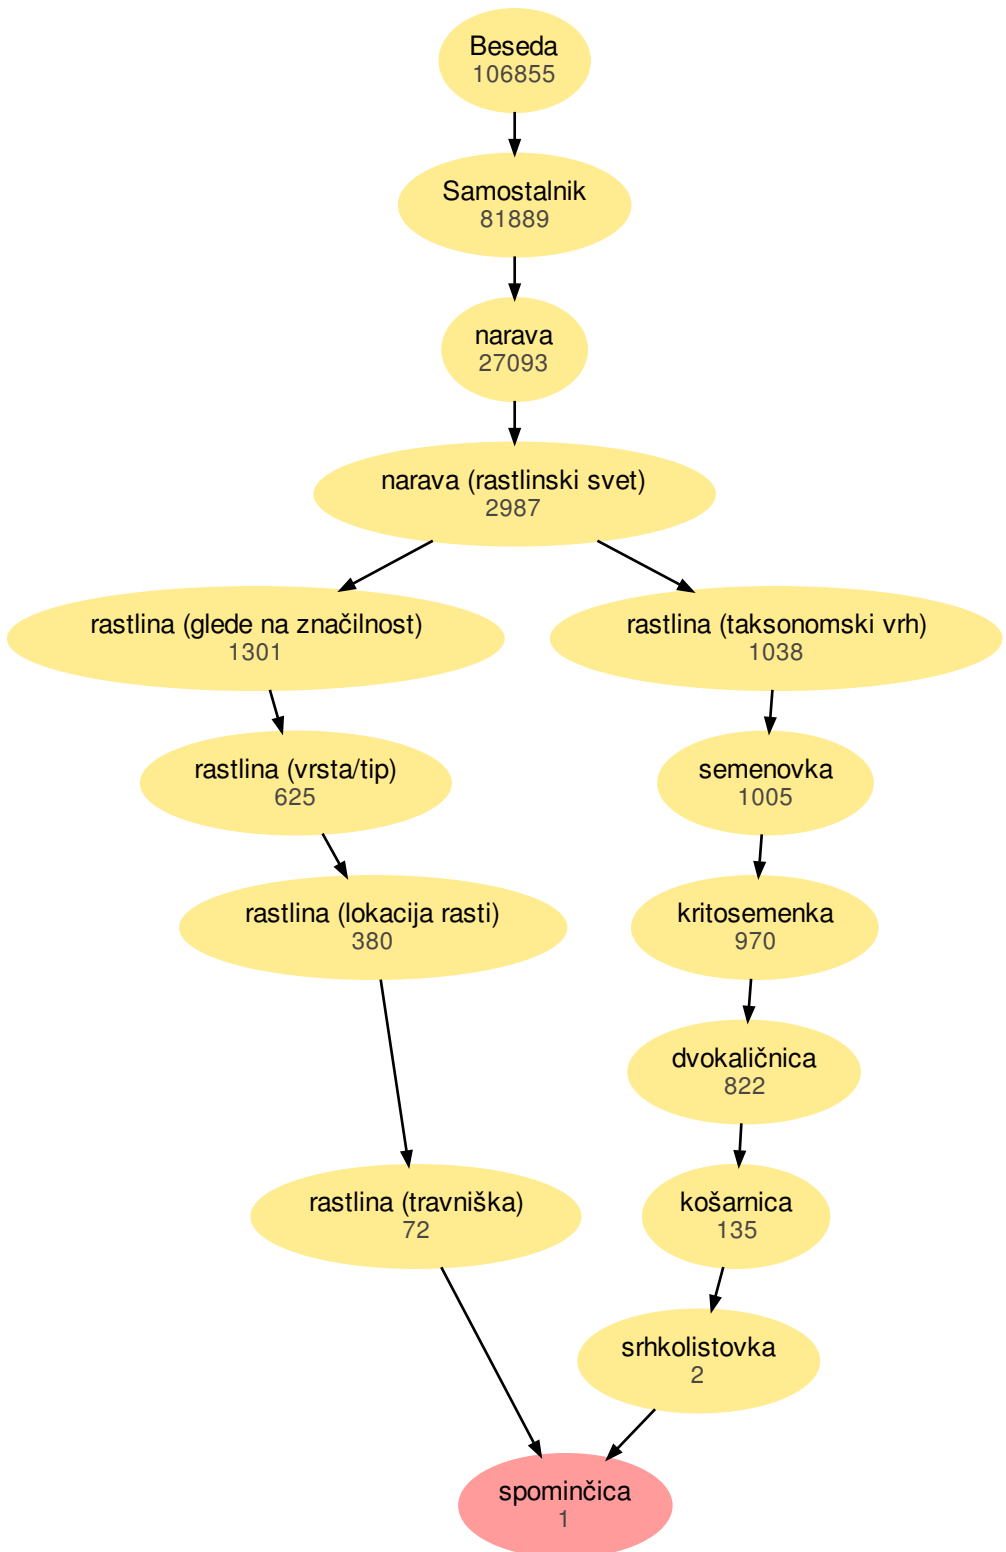 Beseda
106855
Samostalnik
81889
narava
27093
narava (rastlinski svet)
2987
rastlina (glede na značilnost)
1301
rastlina (taksonomski vrh)
1038
rastlina (vrsta/tip)
625
semenovka
1005
rastlina (lokacija rasti)
380
kritosemenka
970
dvokaličnica
822
rastlina (travniška)
72
košarnica
135
srhkolistovka
2
spominčica
1